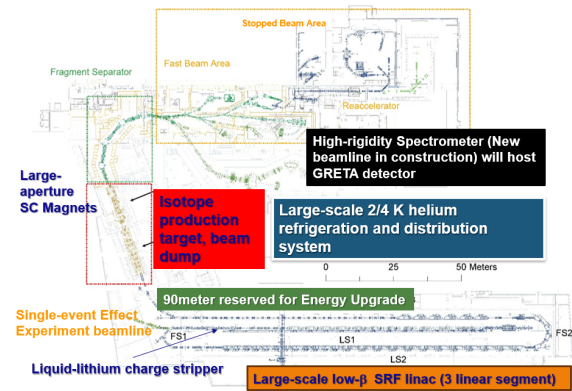 Stopped Beam Area
Fast Beam Area
Fragment Separator
Reaccelerator
High-rigidity Spectrometer (New
beamline in construction) will host
GRETA detector
Large-
aperture
SC Magnets
Isotope
production
target, beam
dump
Large-scale 2/4 K helium
refrigeration and distribution
system
0 25 50 Meters
90meter reserved for Energy Upgrade
Single-event Effect
Experiment beamline
FS1
LS1
FS2
LS2
Liquid-lithium charge stripper
Large-scale low-β SRF linac (3 linear segment)